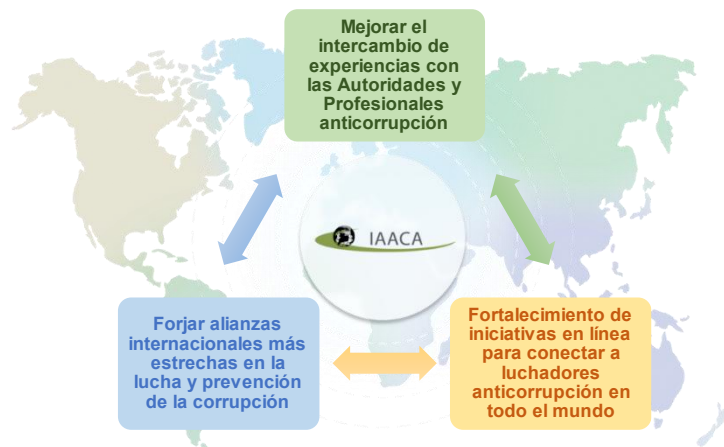 Mejorar el
intercambio de
experiencias con
las Autoridades y
Profesionales
anticorrupción
IAACA
Forjar alianzas
internacionales más
estrechas en la
lucha y prevención
de la corrupción
Fortalecimiento de
iniciativas en línea
para conectar a
luchadores
anticorrupción en
todo el mundo